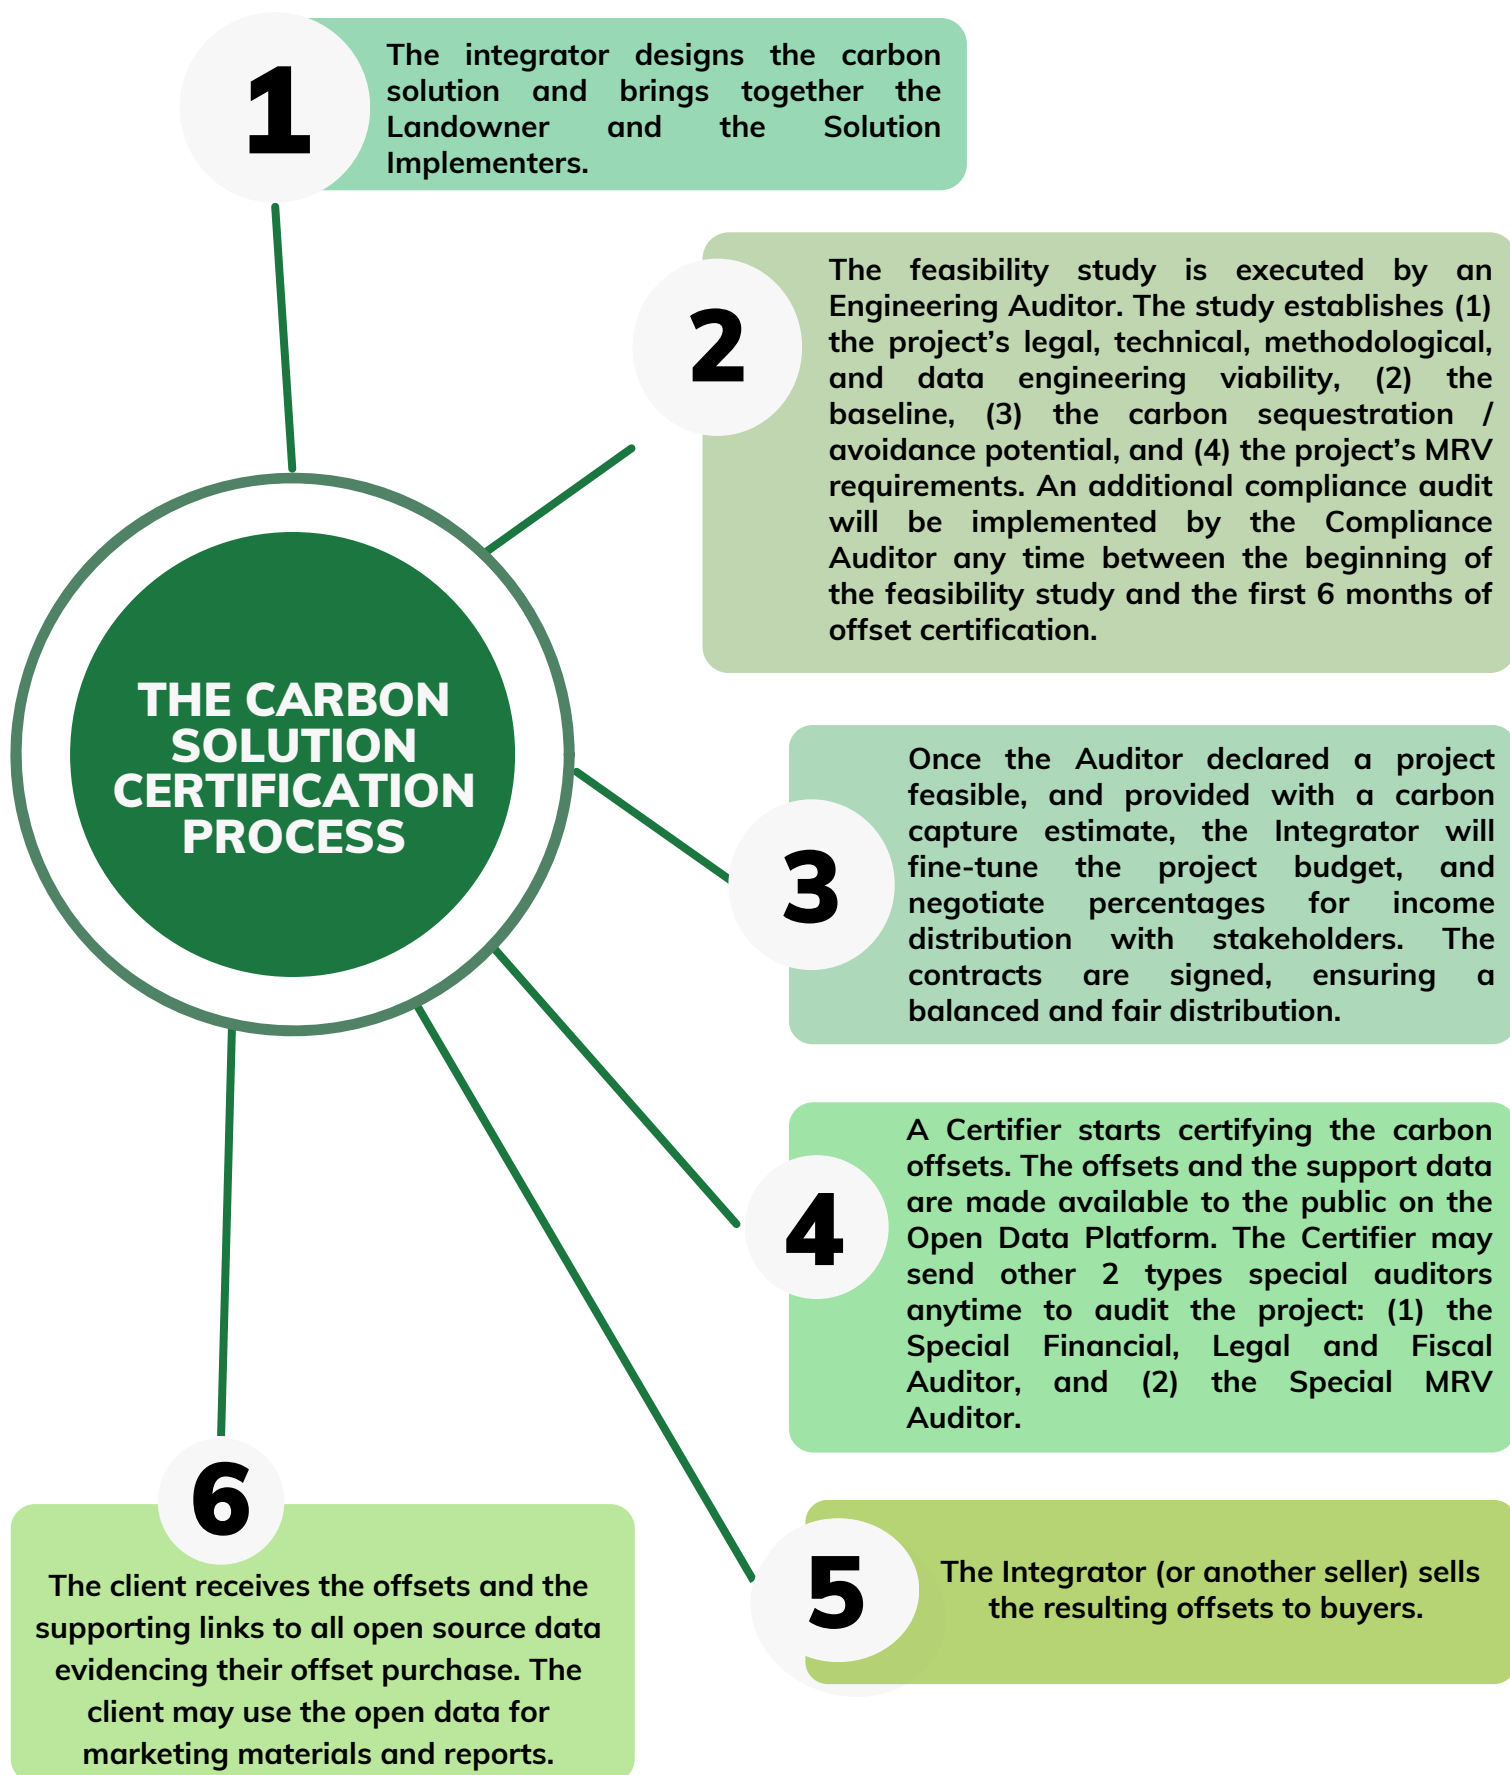 1
The integrator designs the carbon
solution and brings together the
Landowner and the Solution
Implementers.
2
The feasibility study is executed by an
Engineering Auditor. The study establishes (1)
the project’s legal, technical, methodological,
and data engineering viability, (2) the
baseline, (3) the carbon sequestration /
avoidance potential, and (4) the project’s MRV
requirements. An additional compliance audit
will be implemented by the Compliance
Auditor any time between the beginning of
the feasibility study and the first 6 months of
offset certification.
THE CARBON
SOLUTION
CERTIFICATION
PROCESS
3
Once the Auditor declared a project
feasible, and provided with a carbon
capture estimate, the Integrator will
fine-tune the project budget, and
negotiate percentages for income
distribution with stakeholders. The
contracts are signed, ensuring a
balanced and fair distribution.
4
A Certifier starts certifying the carbon
offsets. The offsets and the support data
are made available to the public on the
Open Data Platform. The Certifier may
send other 2 types special auditors
anytime to audit the project: (1) the
Special Financial, Legal and Fiscal
Auditor, and (2) the Special MRV
Auditor.
5
The Integrator (or another seller) sells
the resulting offsets to buyers.
6
The client receives the offsets and the
supporting links to all open source data
evidencing their offset purchase. The
client may use the open data for
marketing materials and reports.